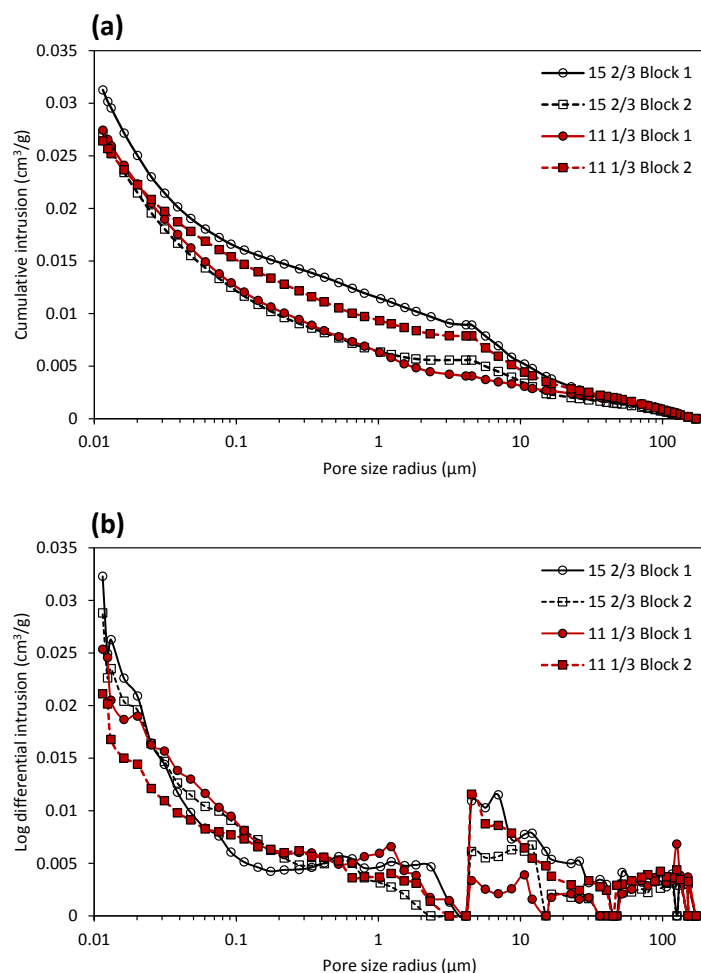 (a)
0.035
0.03
0.025
0.02
0.015
0.01
0.005
0
Cumulative intrusion (cm³/g)
15 2/3 Block 1
15 2/3 Block 2
11 1/3 Block 1
11 1/3 Block 2
0.01 0.1 1 10 100
Pore size radius (µm)
(b)
0.035
0.03
0.025
0.02
0.015
0.01
0.005
0
Log differential intrusion (cm³/g)
15 2/3 Block 1
15 2/3 Block 2
11 1/3 Block 1
11 1/3 Block 2
0.01 0.1 1 10 100
Pore size radius (µm)